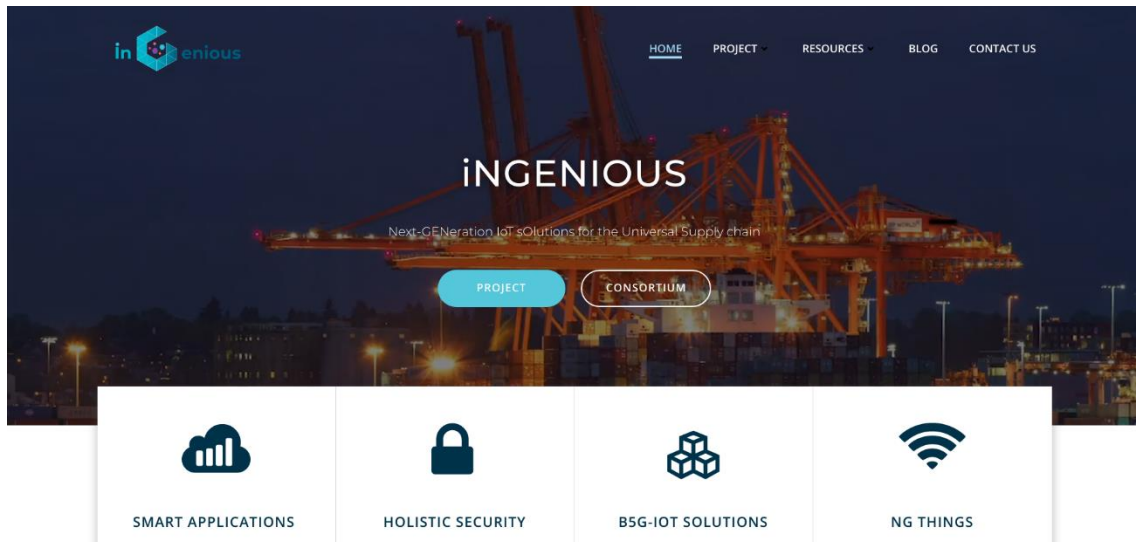 in enious
HOME PROJECT RESOURCES BLOG CONTACT US
iNGENIOUS
Next-GENeration IoT sOlutions for the Universal Supply chain
PROJECT CONSORTIUM
SMART APPLICATIONS HOLISTIC SECURITY B5G-IOT SOLUTIONS NG THINGS